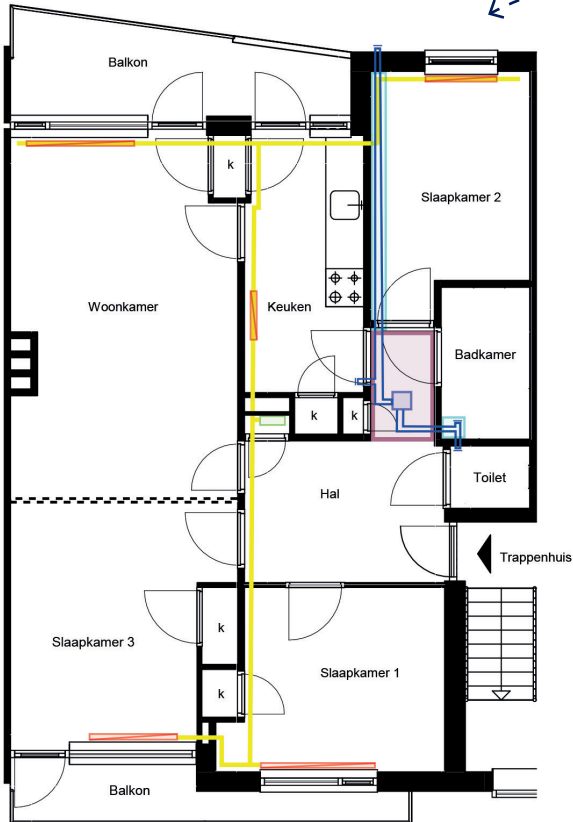 Balkon
k
Slaapkamer 2
Woonkamer
Keuken
Badkamer
k
k
Toilet
Hal
Trappenhuis
k
Slaapkamer 3
Slaapkamer 1
k
Balkon